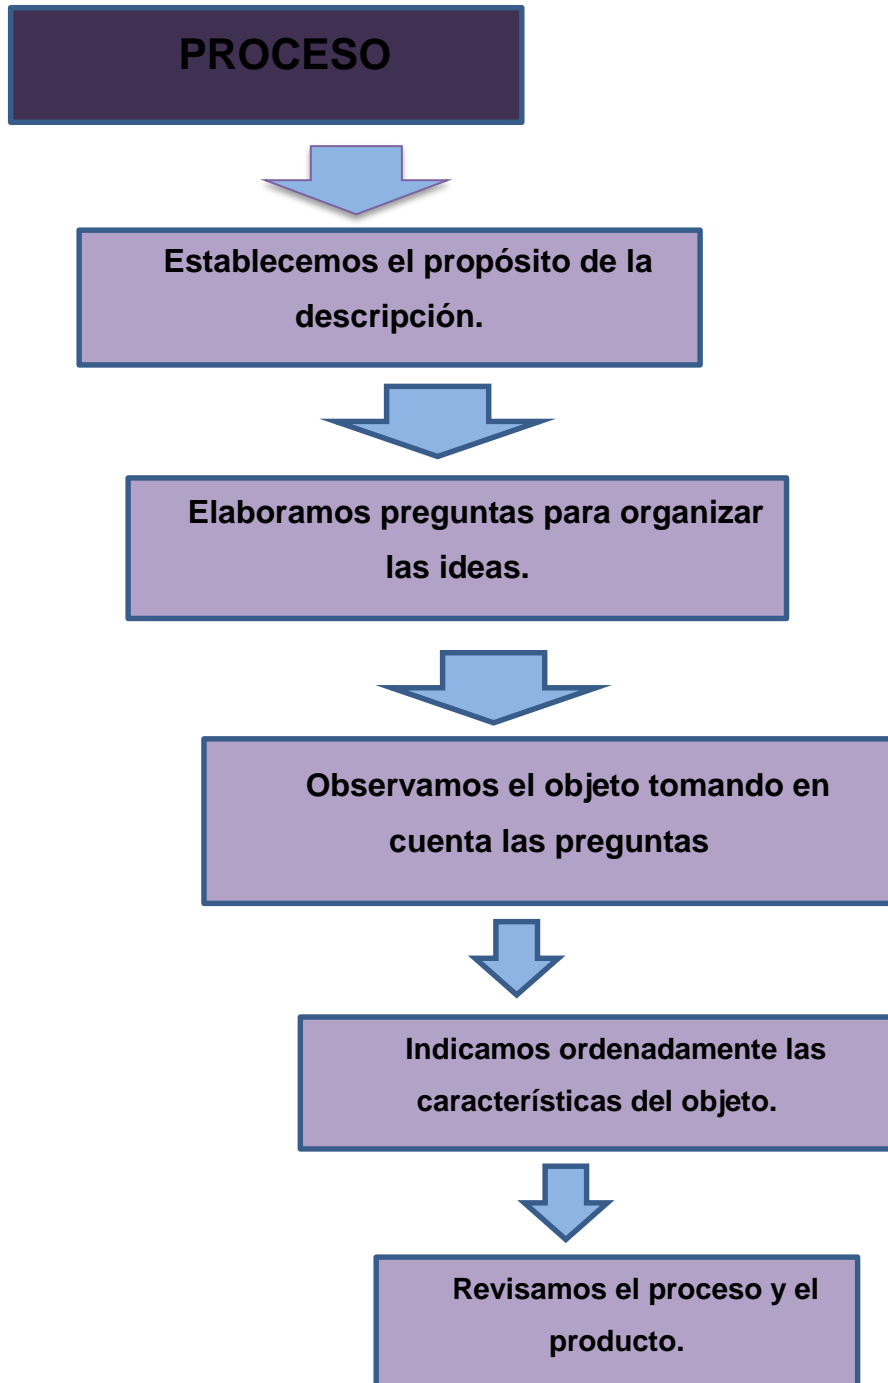 PROCESO
Establecemos el propósito de la
descripción.
Elaboramos preguntas para organizar
las ideas.
Observamos el objeto tomando en
cuenta las preguntas
Indicamos ordenadamente las
características del objeto.
Revisamos el proceso y el
producto.